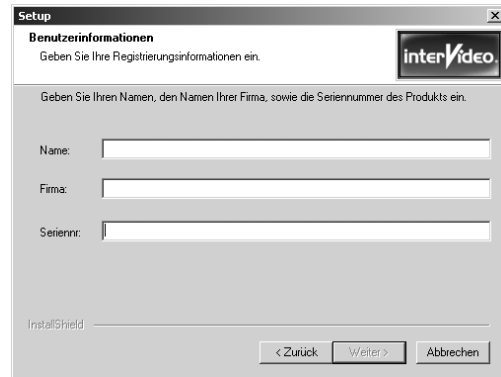 Setup
Benutzerinformationen
Geben Sie Ihre Registrierungsinformationen ein.
interVideo.
Geben Sie Ihren Namen, den Namen Ihrer Firma, sowie die Seriennummer des Produkts ein.
Name:
Firma:
Seriennr:
InstallShield
< Zurück
Weiter >
Abbrechen